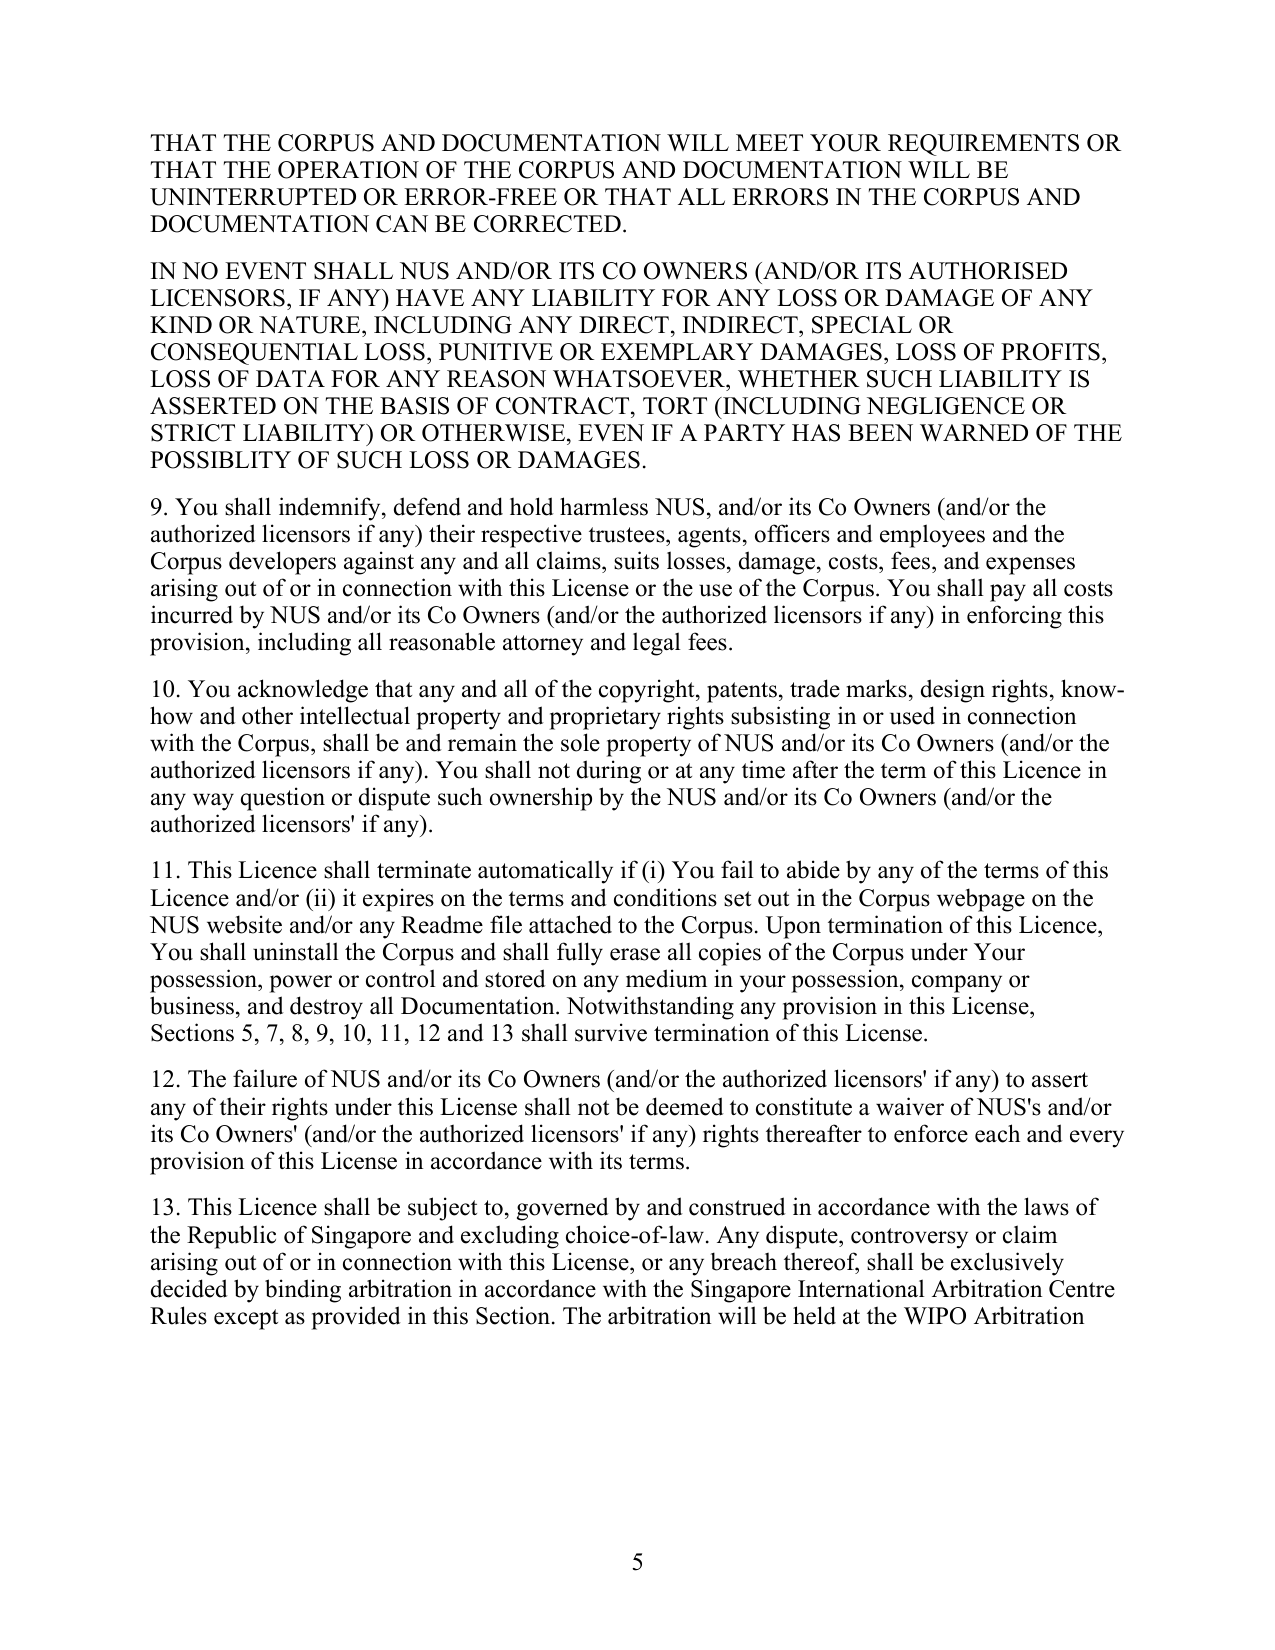 THAT THE CORPUS AND DOCUMENTATION WILL MEET YOUR REQUIREMENTS OR
THAT THE OPERATION OF THE CORPUS AND DOCUMENTATION WILL BE
UNINTERRUPTED OR ERROR-FREE OR THAT ALL ERRORS IN THE CORPUS AND
DOCUMENTATION CAN BE CORRECTED.
IN NO EVENT SHALL NUS AND/OR ITS CO OWNERS (AND/OR ITS AUTHORISED
LICENSORS, IF ANY) HAVE ANY LIABILITY FOR ANY LOSS OR DAMAGE OF ANY
KIND OR NATURE, INCLUDING ANY DIRECT, INDIRECT, SPECIAL OR
CONSEQUENTIAL LOSS, PUNITIVE OR EXEMPLARY DAMAGES, LOSS OF PROFITS,
LOSS OF DATA FOR ANY REASON WHATSOEVER, WHETHER SUCH LIABILITY IS
ASSERTED ON THE BASIS OF CONTRACT, TORT (INCLUDING NEGLIGENCE OR
STRICT LIABILITY) OR OTHERWISE, EVEN IF A PARTY HAS BEEN WARNED OF THE
POSSIBLITY OF SUCH LOSS OR DAMAGES.
9. You shall indemnify, defend and hold harmless NUS, and/or its Co Owners (and/or the
authorized licensors if any) their respective trustees, agents, officers and employees and the
Corpus developers against any and all claims, suits losses, damage, costs, fees, and expenses
arising out of or in connection with this License or the use of the Corpus. You shall pay all costs
incurred by NUS and/or its Co Owners (and/or the authorized licensors if any) in enforcing this
provision, including all reasonable attorney and legal fees.
10. You acknowledge that any and all of the copyright, patents, trade marks, design rights, know-
how and other intellectual property and proprietary rights subsisting in or used in connection
with the Corpus, shall be and remain the sole property of NUS and/or its Co Owners (and/or the
authorized licensors if any). You shall not during or at any time after the term of this Licence in
any way question or dispute such ownership by the NUS and/or its Co Owners (and/or the
authorized licensors' if any).
11. This Licence shall terminate automatically if (i) You fail to abide by any of the terms of this
Licence and/or (ii) it expires on the terms and conditions set out in the Corpus webpage on the
NUS website and/or any Readme file attached to the Corpus. Upon termination of this Licence,
You shall uninstall the Corpus and shall fully erase all copies of the Corpus under Your
possession, power or control and stored on any medium in your possession, company or
business, and destroy all Documentation. Notwithstanding any provision in this License,
Sections 5, 7, 8, 9, 10, 11, 12 and 13 shall survive termination of this License.
12. The failure of NUS and/or its Co Owners (and/or the authorized licensors' if any) to assert
any of their rights under this License shall not be deemed to constitute a waiver of NUS's and/or
its Co Owners' (and/or the authorized licensors' if any) rights thereafter to enforce each and every
provision of this License in accordance with its terms.
13. This Licence shall be subject to, governed by and construed in accordance with the laws of
the Republic of Singapore and excluding choice-of-law. Any dispute, controversy or claim
arising out of or in connection with this License, or any breach thereof, shall be exclusively
decided by binding arbitration in accordance with the Singapore International Arbitration Centre
Rules except as provided in this Section. The arbitration will be held at the WIPO Arbitration
5